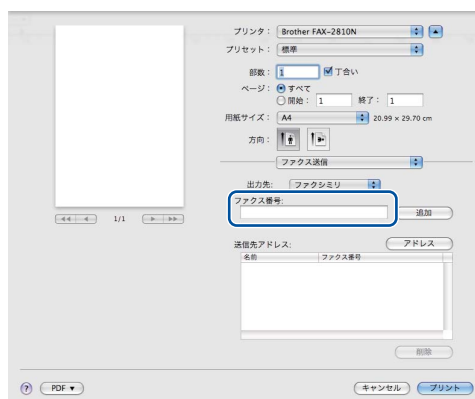 プリンタ： Brother FAX-2810N
プリセット： 標準
部数： 1 丁合い
ページ： すべて
開始： 1 終了： 1
用紙サイズ： A4 20.99 × 29.70 cm
方向：
ファクス送信
出力先： ファクシミリ
ファクス番号:
追加
1/1
送信先アドレス: アドレス
名前 ファクス番号
削除
? PDF ▼ キャンセル プリント